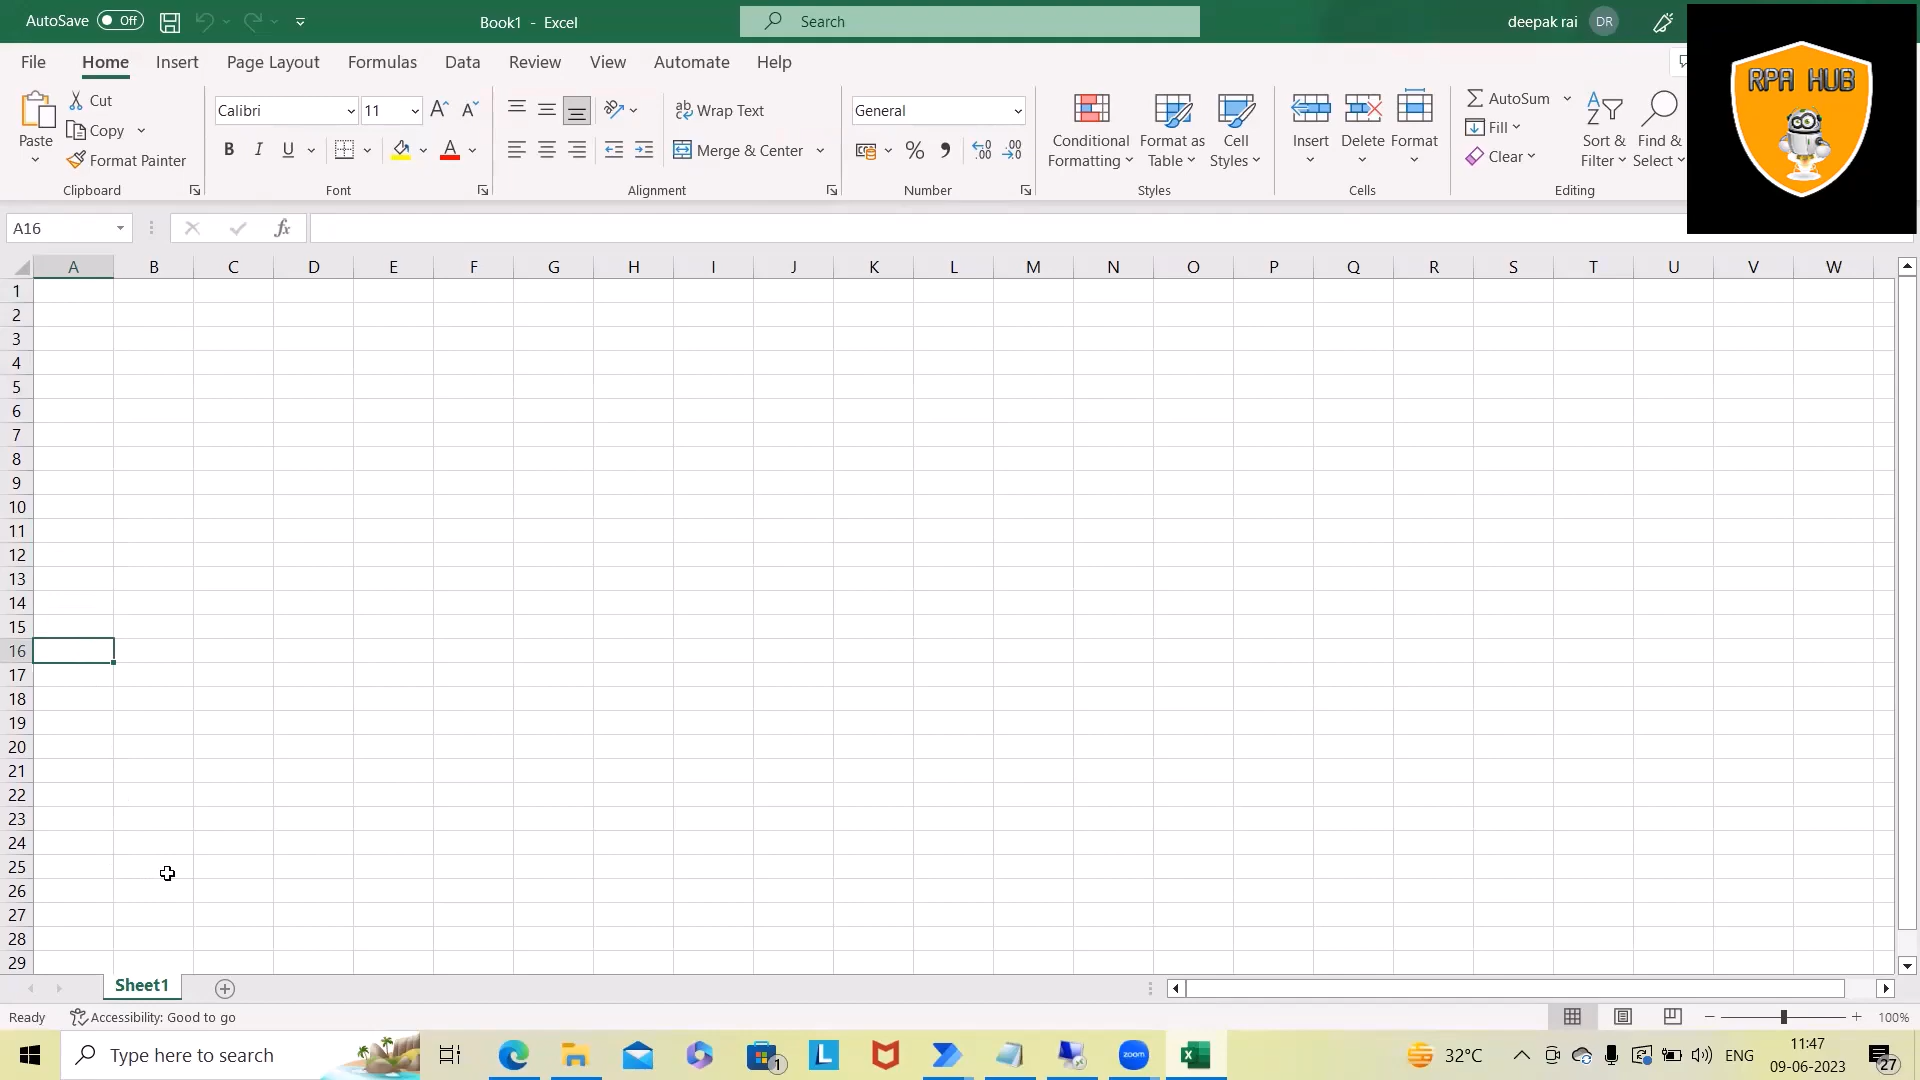 AutoSave Off Book1 - Excel Search deepak rai DR
File Home Insert Page Layout Formulas Data Review View Automate Help
RPA HUB
Paste Cut Copy Format Painter Clipboard
Calibri 11 B I U Font
Wrap Text Merge & Center Alignment
General % Number
Conditional Formatting Format as Table Cell Styles Styles
Insert Delete Format Cells
AutoSum Fill Clear Sort & Filter Find & Select Editing
A16 fx
A B C D E F G H I J K L M N O P Q R S T U V W
1
2
3
4
5
6
7
8
9
10
11
12
13
14
15
16
17
18
19
20
21
22
23
24
25
26
27
28
29
Sheet1
Ready Accessibility: Good to go 100%
Type here to search 1 L zoom 32°C ENG 11:47
09-06-2023 27